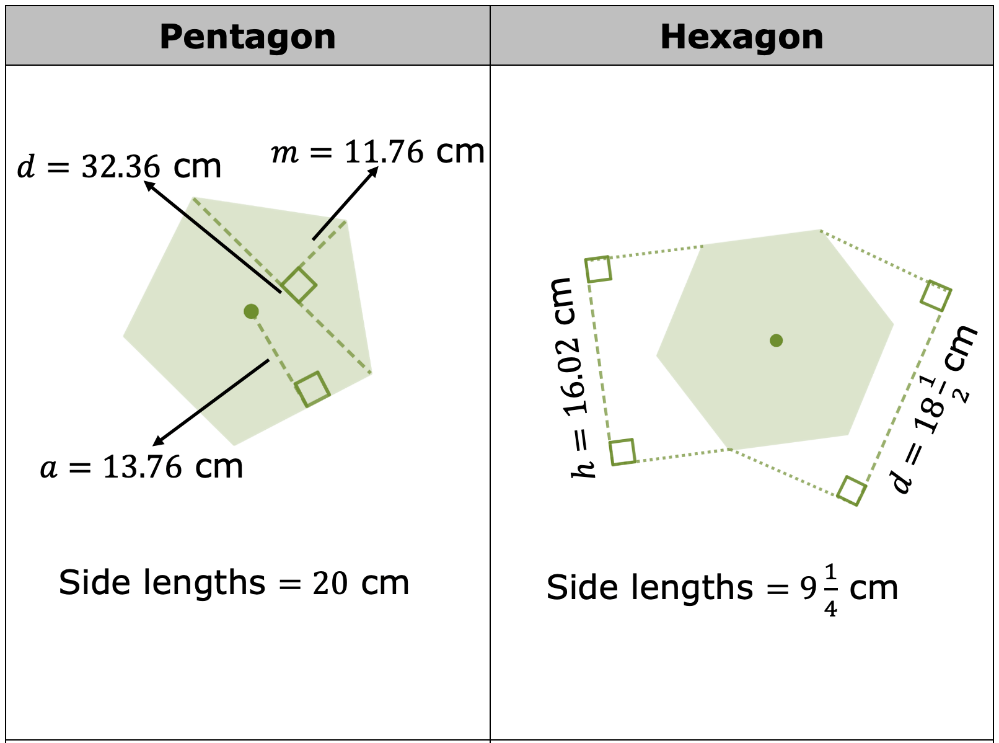 Pentagon
Hexagon
d = 32.36 cm
m = 11.76 cm
a = 13.76 cm
Side lengths = 20 cm
h = 16.02 cm
d = 18 1/2 cm
Side lengths = 9 1/4 cm